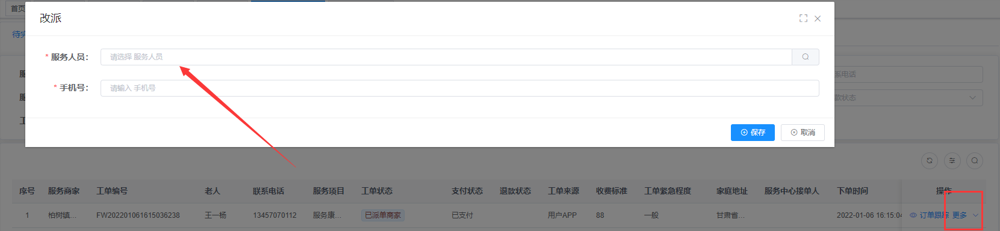 首页
改派
待完
* 服务人员： 请选择 服务人员
* 手机号： 请输入 手机号
系电话
款状态
保存 取消
序号 服务商家 工单编号 老人 联系电话 服务项目 工单状态 支付状态 退款状态 工单来源 收费标准 工单紧急程度 家庭地址 服务中心接单人 下单时间 操作
1 柏树镇... FW202201061615036238 王一杨 13457070112 服务康... 已派单商家 已支付 用户APP 88 一般 甘肃省... 2022-01-06 16:15:04 订单跟踪 更多